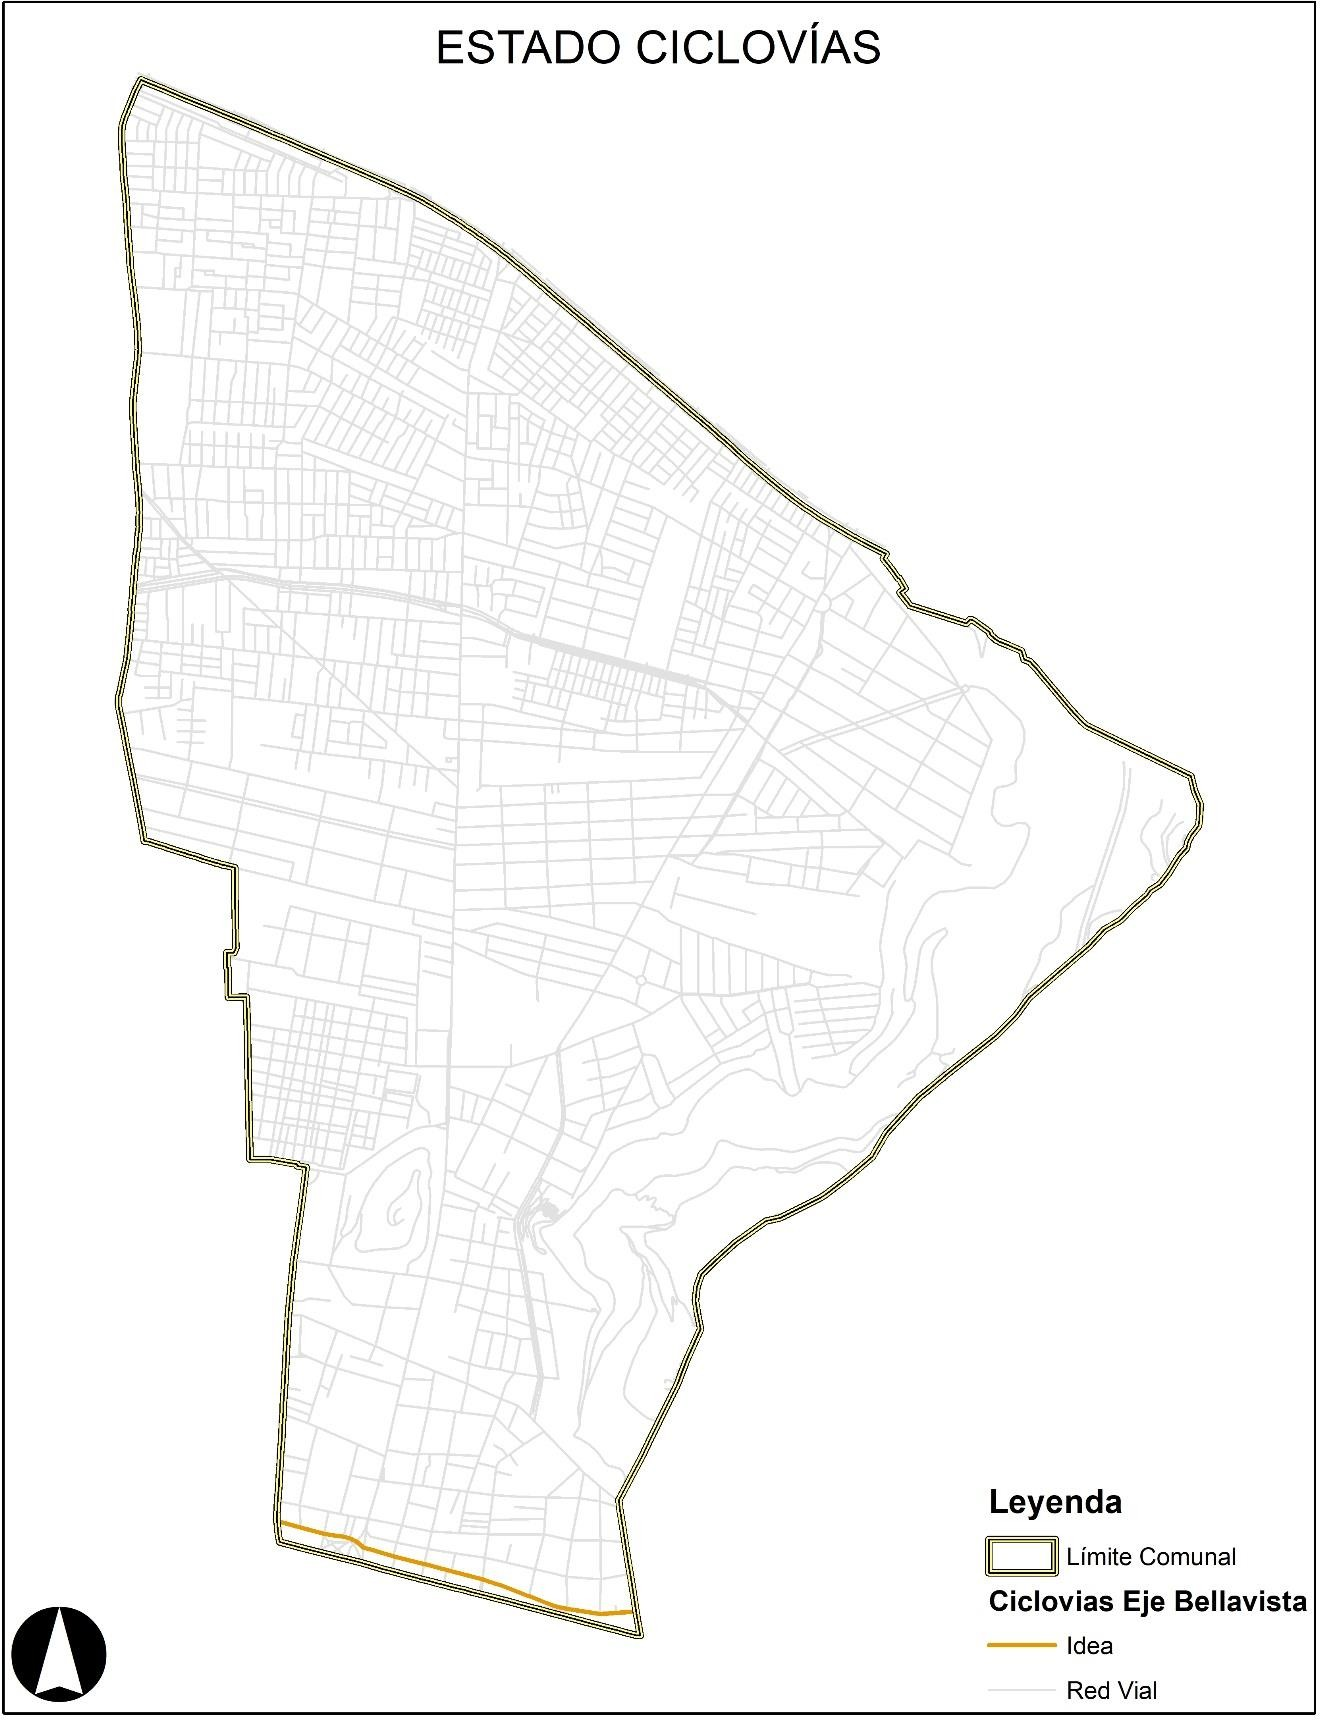 ESTADO CICLOVÍAS
Leyenda
Límite Comunal
Ciclovias Eje Bellavista
Idea
Red Vial